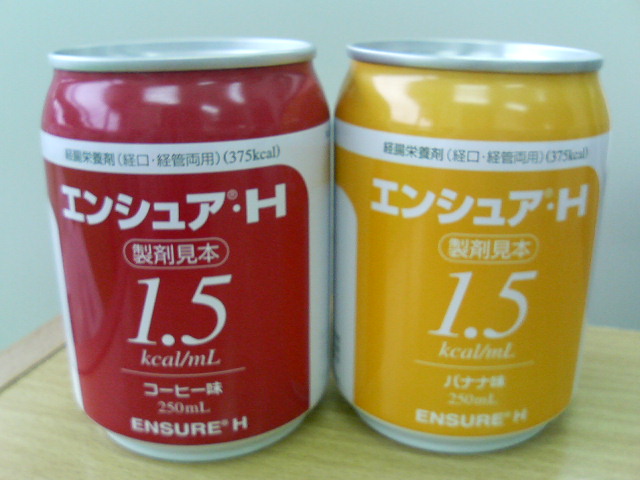 経腸栄養剤(経口・経管両用)(375kcal)
エンシュア®・H
製剤見本
1.5
kcal/mL
コーヒー味
250mL
ENSURE® H
経腸栄養剤(経口・経管両用)(375kcal)
エンシュア®・H
製剤見本
1.5
kcal/mL
バナナ味
250mL
ENSURE® H